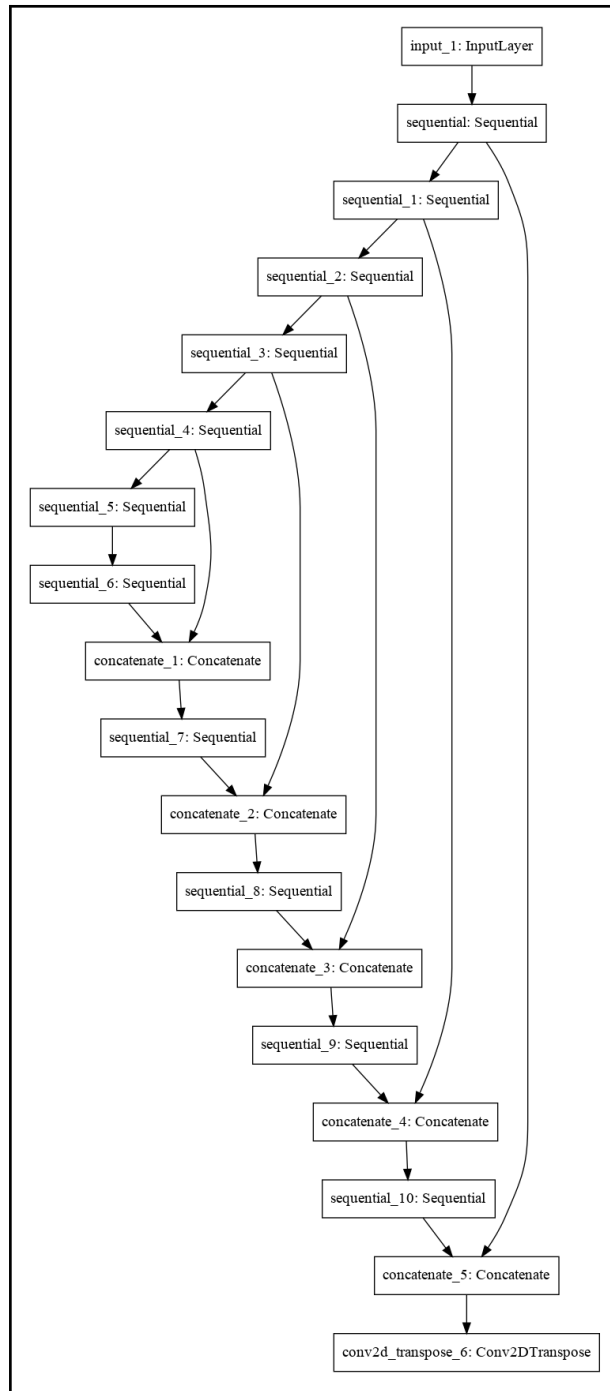 input_1: InputLayer
sequential: Sequential
sequential_1: Sequential
sequential_2: Sequential
sequential_3: Sequential
sequential_4: Sequential
sequential_5: Sequential
sequential_6: Sequential
concatenate_1: Concatenate
sequential_7: Sequential
concatenate_2: Concatenate
sequential_8: Sequential
concatenate_3: Concatenate
sequential_9: Sequential
concatenate_4: Concatenate
sequential_10: Sequential
concatenate_5: Concatenate
conv2d_transpose_6: Conv2DTranspose